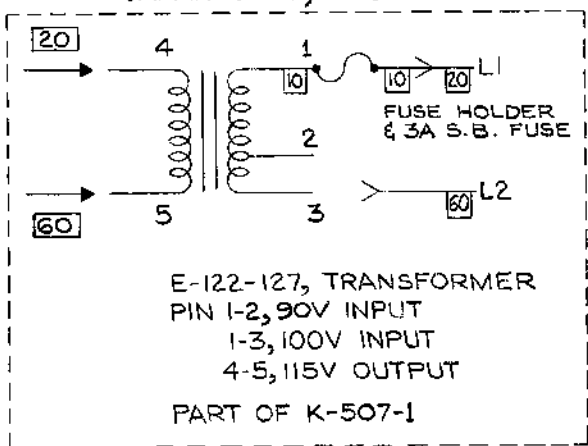 20
4
1
10
10
20
L1
FUSE HOLDER
& 3A S.B. FUSE
2
60
5
3
60
L2
E-122-127, TRANSFORMER
PIN 1-2, 90V INPUT
1-3, 100V INPUT
4-5, 115V OUTPUT
PART OF K-507-1